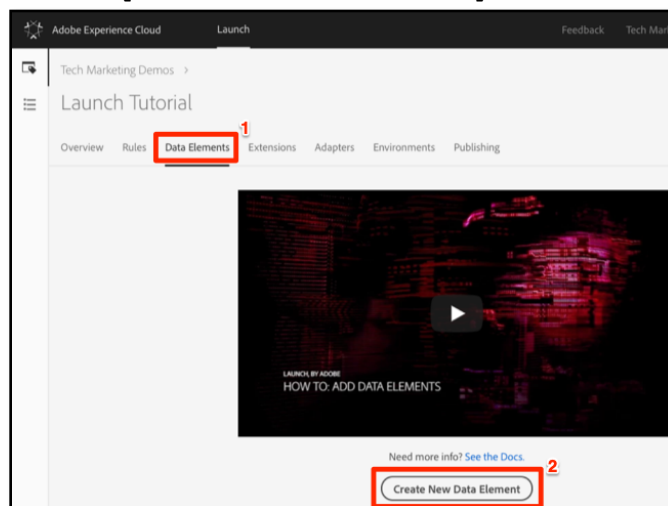 Adobe Experience Cloud Launch Feedback Tech Mar
Tech Marketing Demos >
Launch Tutorial
1
Overview Rules Data Elements Extensions Adapters Environments Publishing
LAUNCH, BY ADOBE
HOW TO: ADD DATA ELEMENTS
Need more info? See the Docs.
2
Create New Data Element